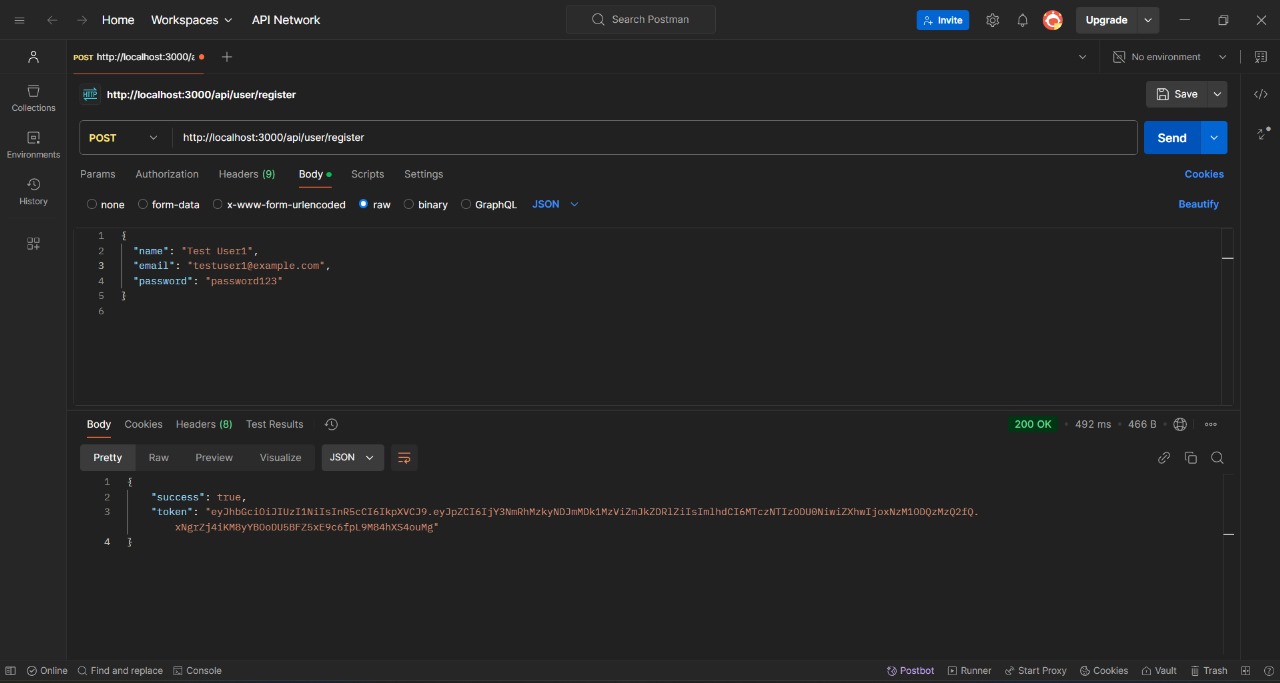 Home Workspaces API Network Search Postman Invite Upgrade
POST http://localhost:3000/a No environment
HTTP http://localhost:3000/api/user/register Save
POST http://localhost:3000/api/user/register Send
Collections
Environments
History
Params Authorization Headers (9) Body Scripts Settings Cookies
none form-data x-www-form-urlencoded raw binary GraphQL JSON Beautify
1 {
2 "name": "Test User1",
3 "email": "testuser1@example.com",
4 "password": "password123"
5 }
6
Body Cookies Headers (8) Test Results 200 OK 492 ms 466 B
Pretty Raw Preview Visualize JSON
1 {
2 "success": true,
3 "token":
4 }
Online Find and replace Console Postbot Runner Start Proxy Cookies Vault Trash